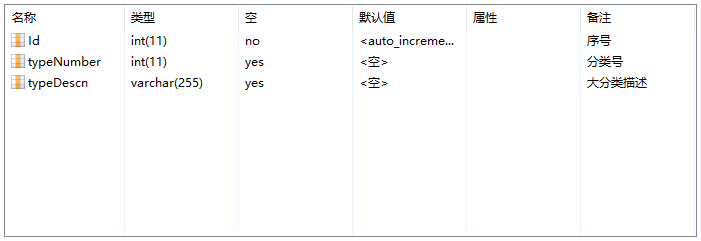 名称 类型 空 默认值 属性 备注
Id int(11) no <auto_increme... 序号
typeNumber int(11) yes <空> 分类号
typeDescn varchar(255) yes <空> 大分类描述